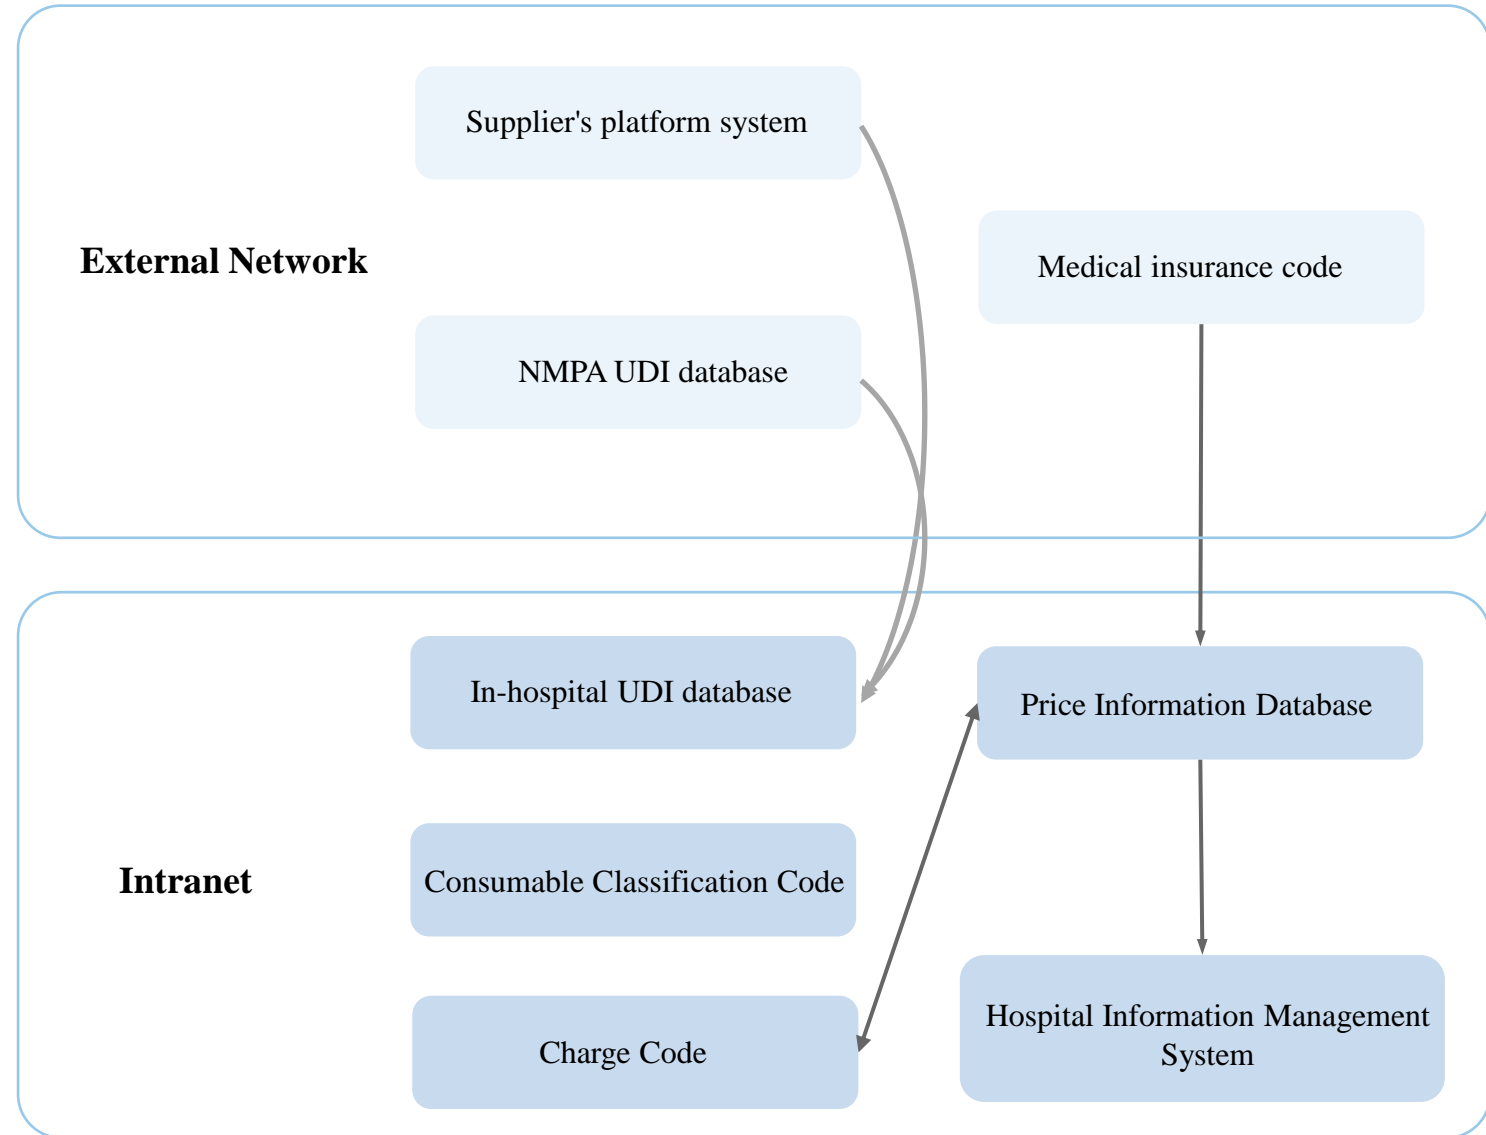 Supplier's platform system
External Network
Medical insurance code
NMPA UDI database
In-hospital UDI database
Price Information Database
Intranet
Consumable Classification Code
Charge Code
Hospital Information Management
System